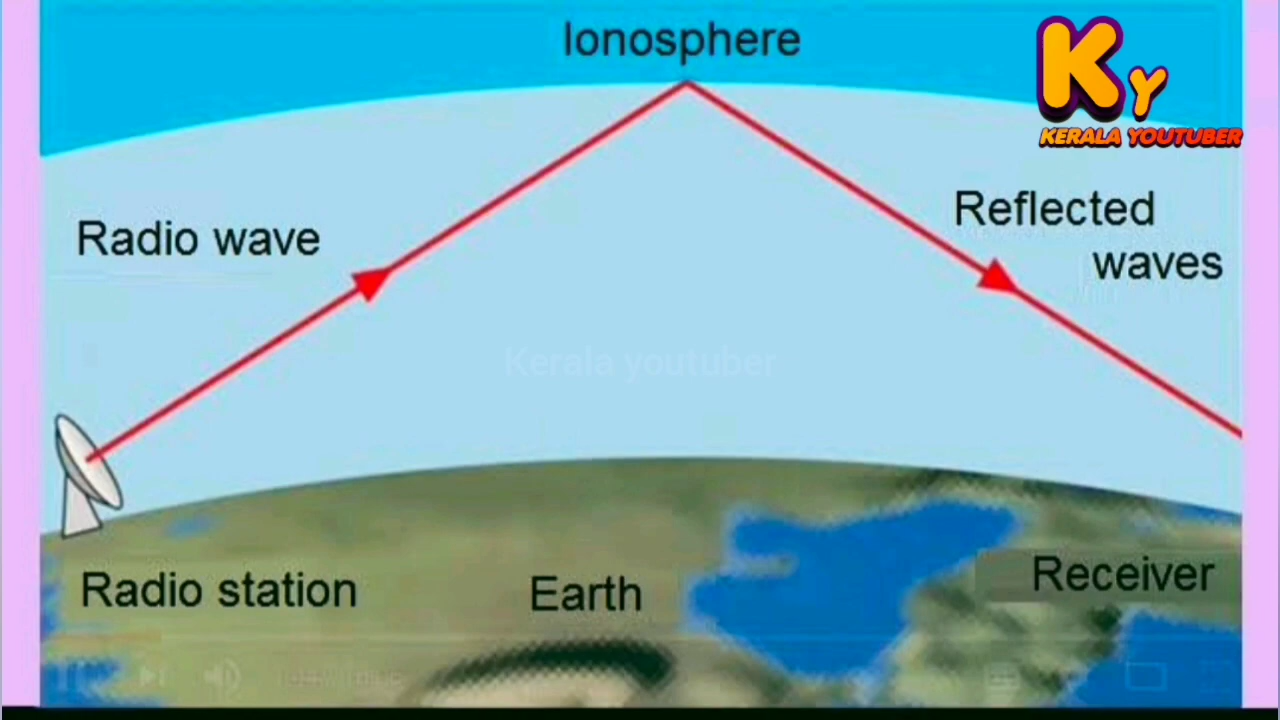 Ionosphere
Ky
KERALA YOUTUBER
Radio wave
Reflected
waves
Kerala youtuber
Radio station
Earth
Receiver